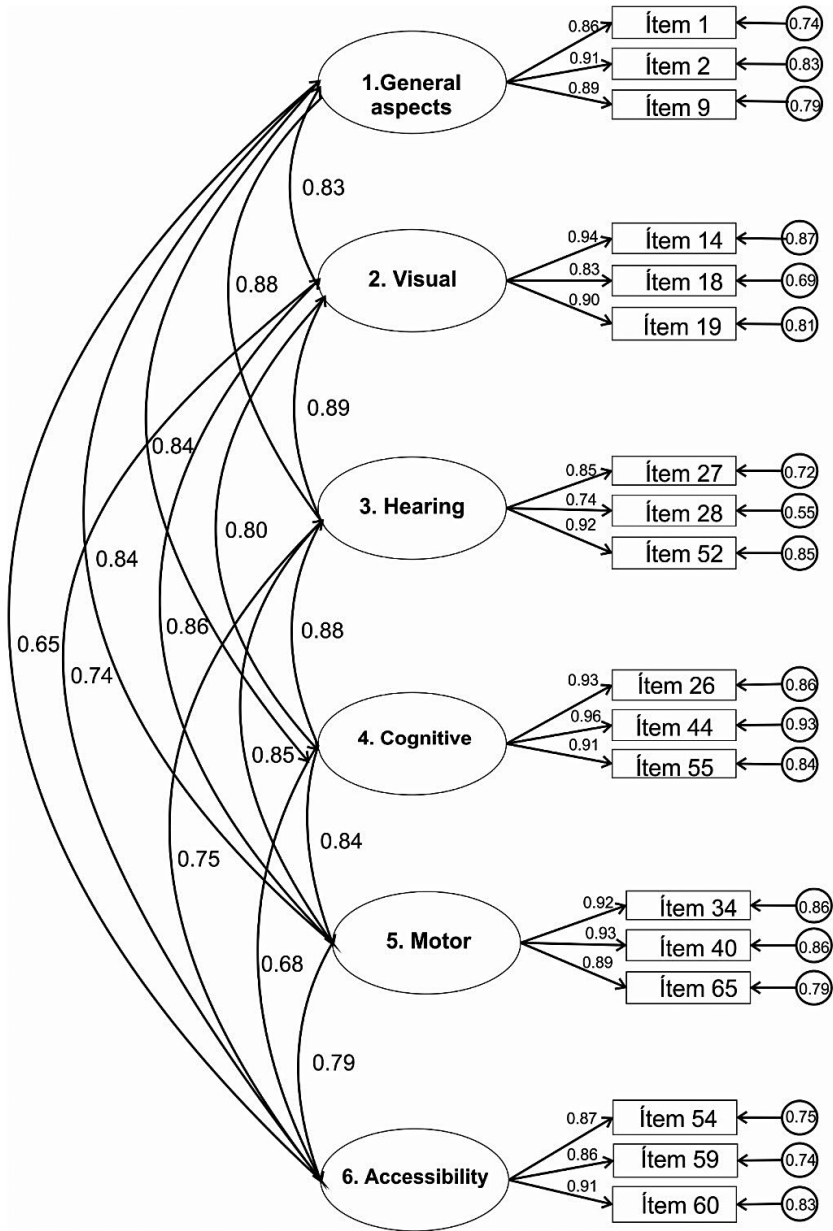 0.86
Ítem 1
0.74
1.General
aspects
0.91
Ítem 2
0.83
0.89
Ítem 9
0.79
0.83
0.94
Ítem 14
0.87
2. Visual
0.83
Ítem 18
0.69
0.90
Ítem 19
0.81
0.88
0.89
0.84
0.85
Ítem 27
0.72
3. Hearing
0.74
Ítem 28
0.55
0.92
Ítem 52
0.85
0.80
0.84
0.86
0.88
0.65
0.74
0.93
Ítem 26
0.86
4. Cognitive
0.96
Ítem 44
0.93
0.91
Ítem 55
0.84
0.85
0.84
0.75
0.92
Ítem 34
0.86
5. Motor
0.93
Ítem 40
0.86
0.89
Ítem 65
0.79
0.68
0.79
0.87
Ítem 54
0.75
6. Accessibility
0.86
Ítem 59
0.74
0.91
Ítem 60
0.83